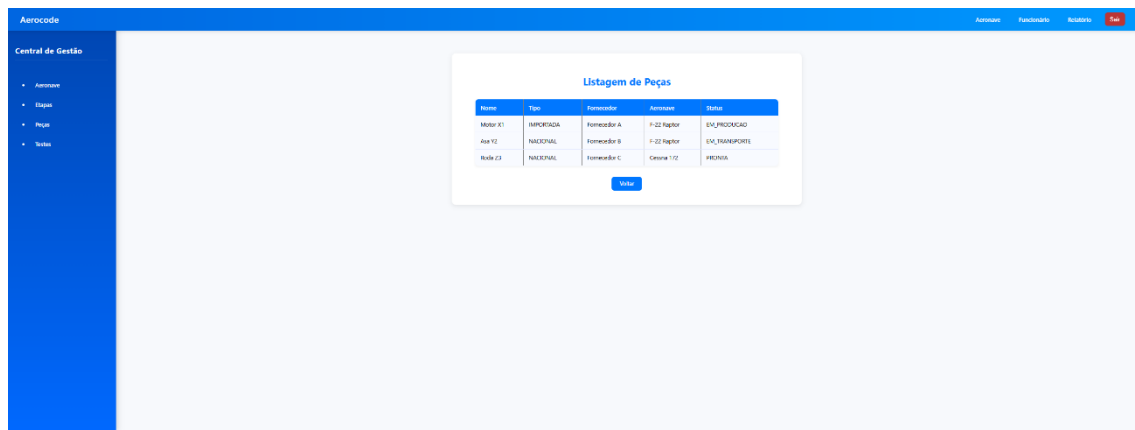 Aerocode Aeronave Funcionário Relatório Sair
Central de Gestão
Aeronave
Etapas
Peças
Testes
Listagem de Peças
Nome Tipo Fornecedor Aeronave Status
Motor X1 IMPORTADA Fornecedor A F-22 Raptor EM_PRODUCAO
Asa Y2 NACIONAL Fornecedor B F-22 Raptor EM_TRANSPORTE
Roda Z3 NACIONAL Fornecedor C Cessna 172 PRONTA
Voltar